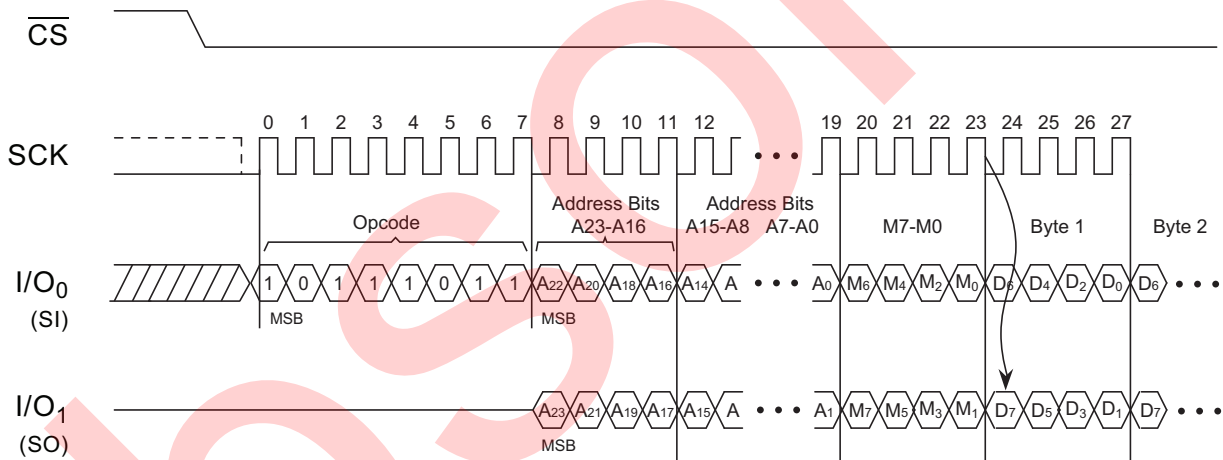 CS
SCK
0 1 2 3 4 5 6 7 8 9 10 11 12 19 20 21 22 23 24 25 26 27
Opcode
Address Bits
A23-A16
Address Bits
A15-A8 A7-A0
M7-M0
Byte 1
Byte 2
I/O0
(SI)
1 0 1 1 1 0 1 1 A22 A20 A18 A16 A14 A • • • A0 M6 M4 M2 M0 D6 D4 D2 D0 D6 • • •
MSB
MSB
I/O1
(SO)
A23 A21 A19 A17 A15 A • • • A1 M7 M5 M3 M1 D7 D5 D3 D1 D7 • • •
MSB